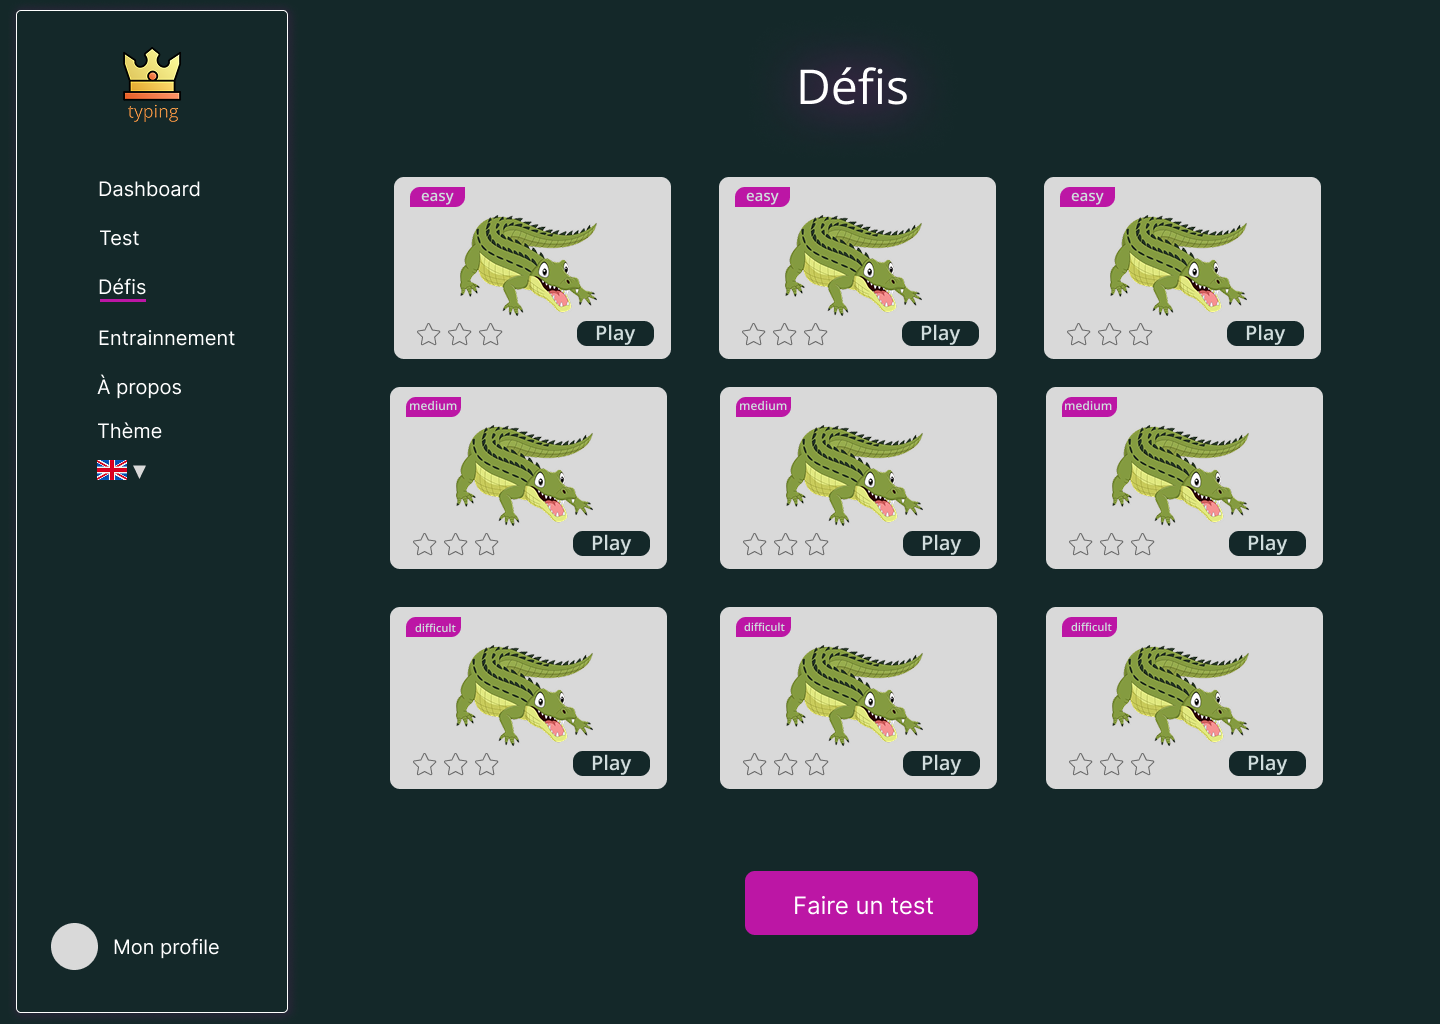 typing
Dashboard
Test
Défis
Entrainnement
À propos
Thème
Mon profile
Défis
easy
easy
easy
Play
Play
Play
medium
medium
medium
Play
Play
Play
difficult
difficult
difficult
Play
Play
Play
Faire un test